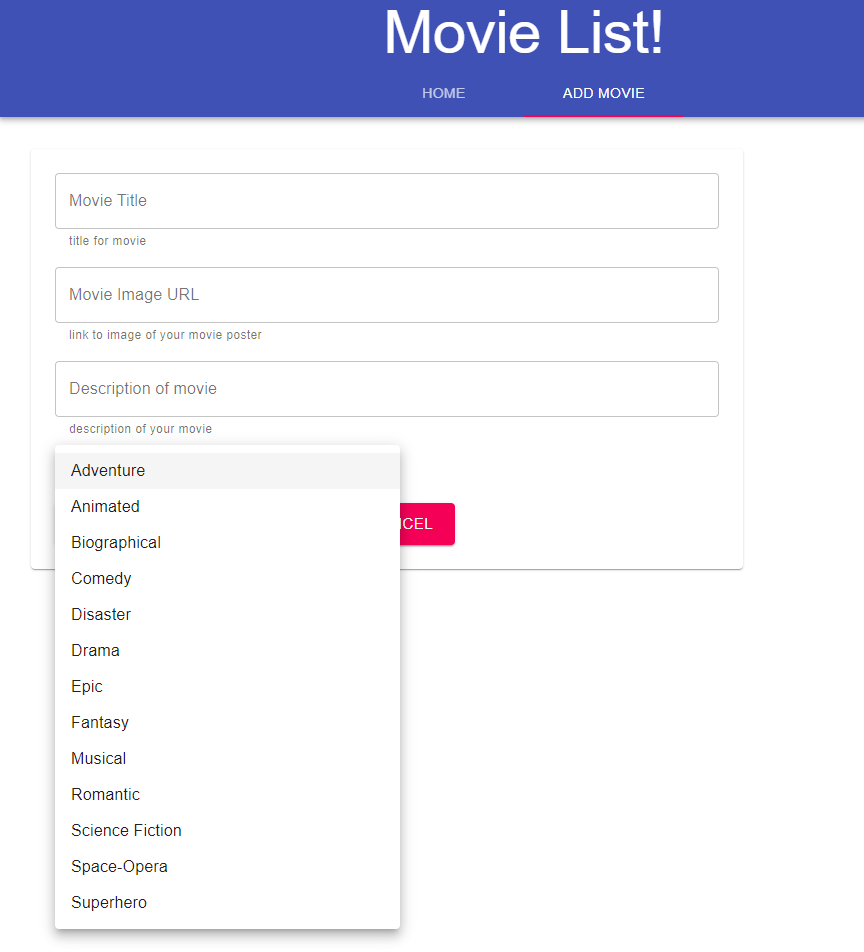 Movie List!
HOME ADD MOVIE
Movie Title
title for movie
Movie Image URL
link to image of your movie poster
Description of movie
description of your movie
Adventure
Animated
NCEL
Biographical
Comedy
Disaster
Drama
Epic
Fantasy
Musical
Romantic
Science Fiction
Space-Opera
Superhero